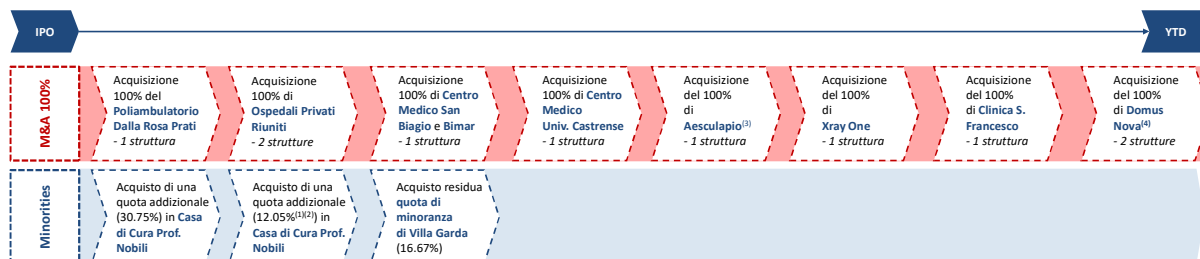 IPO
YTD
M&A 100%
Acquisizione
100% del
Poliambulatorio
Dalla Rosa Prati
- 1 struttura
Acquisizione
100% di
Ospedali Privati
Riuniti
- 2 strutture
Acquisizione
100% di Centro
Medico San
Biagio e Bimar
- 1 struttura
Acquisizione
100% di Centro
Medico
Univ. Castrense
- 1 struttura
Acquisizione
del 100%
di
Aesculapio(3)
- 1 struttura
Acquisizione
del 100%
di
Xray One
- 1 struttura
Acquisizione
del 100%
di Clinica S.
Francesco
- 1 struttura
Acquisizione
del 100%
di Domus
Nova(4)
- 2 strutture
Minorities
Acquisto di una
quota addizionale
(30.75%) in Casa
di Cura Prof.
Nobili
Acquisto di una
quota addizionale
(12.05%(1)(2)) in
Casa di Cura Prof.
Nobili
Acquisto residua
quota di
minoranza
di Villa Garda
(16.67%)